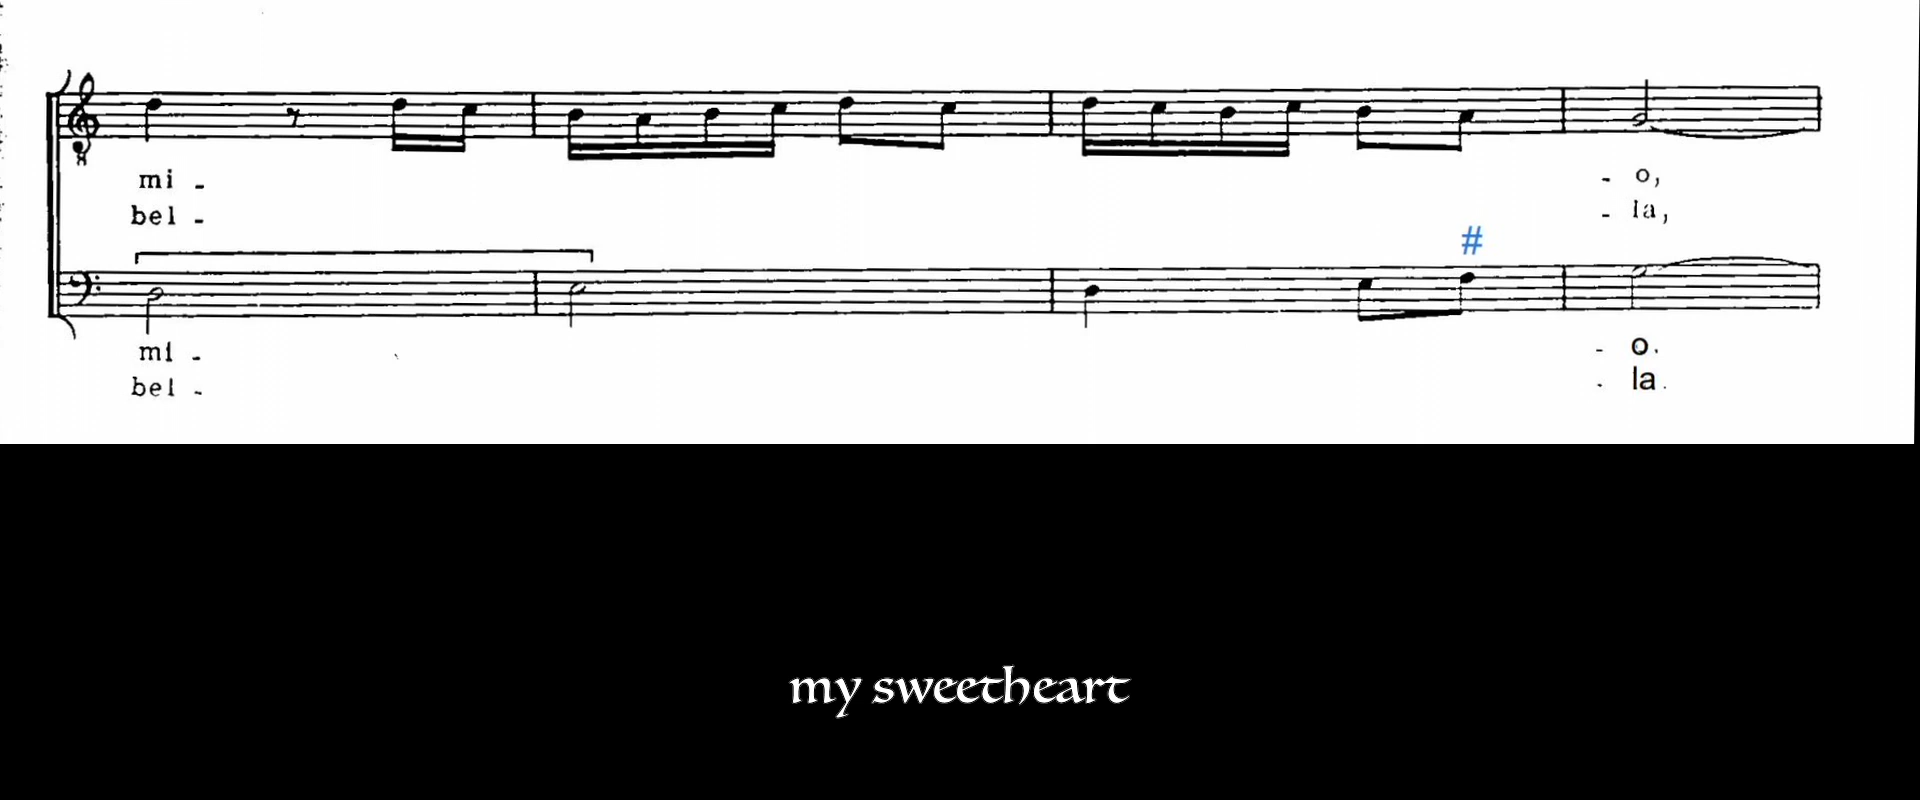 mi - - o,
bel - - la,
#
mi - - o.
bel - - la.
my sweetheart